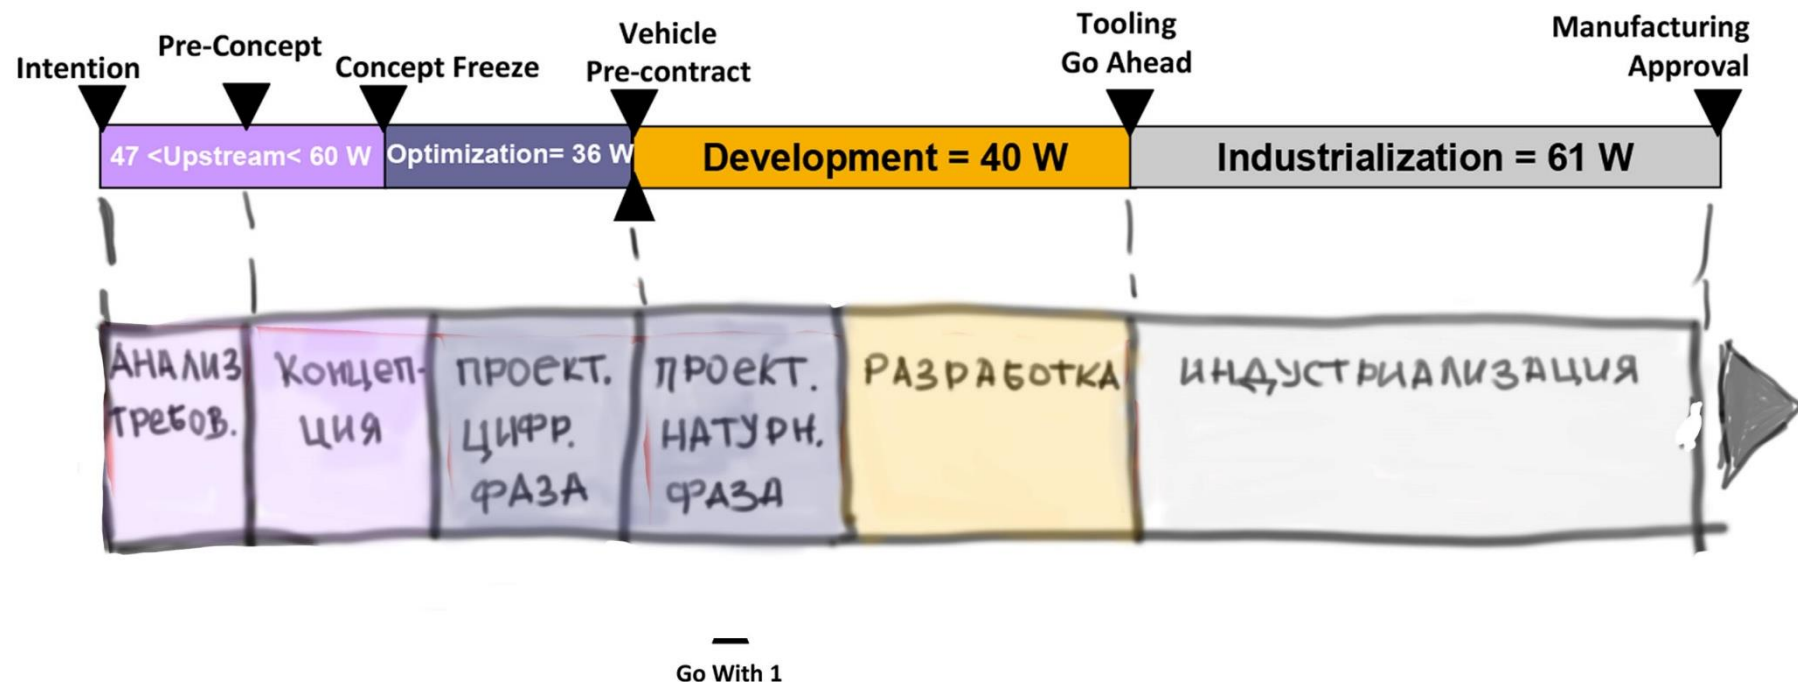 Intention
Pre-Concept
Concept Freeze
Vehicle
Pre-contract
Tooling
Go Ahead
Manufacturing
Approval
47 <Upstream< 60 W
Optimization= 36 W
Development = 40 W
Industrialization = 61 W
АНАЛИЗ
ТРЕБОВ.
КОНЦЕП-
ЦИЯ
ПРОЕКТ.
ЦИФР.
ФАЗА
ПРОЕКТ.
НАТУРН.
ФАЗА
РАЗРАБОТКА
ИНДУСТРИАЛИЗАЦИЯ
Go With 1